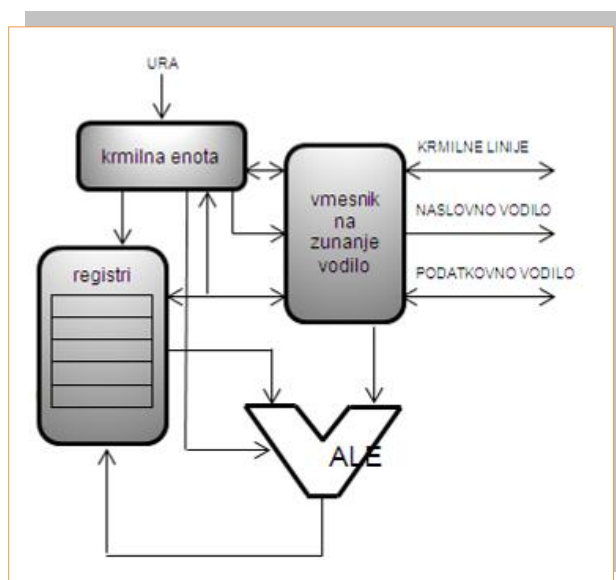 URA
krmilna enota
KRMILNE LINIJE
vmesnik
na
zunanje
vodilo
NASLOVNO VODILO
PODATKOVNO VODILO
registri
ALE